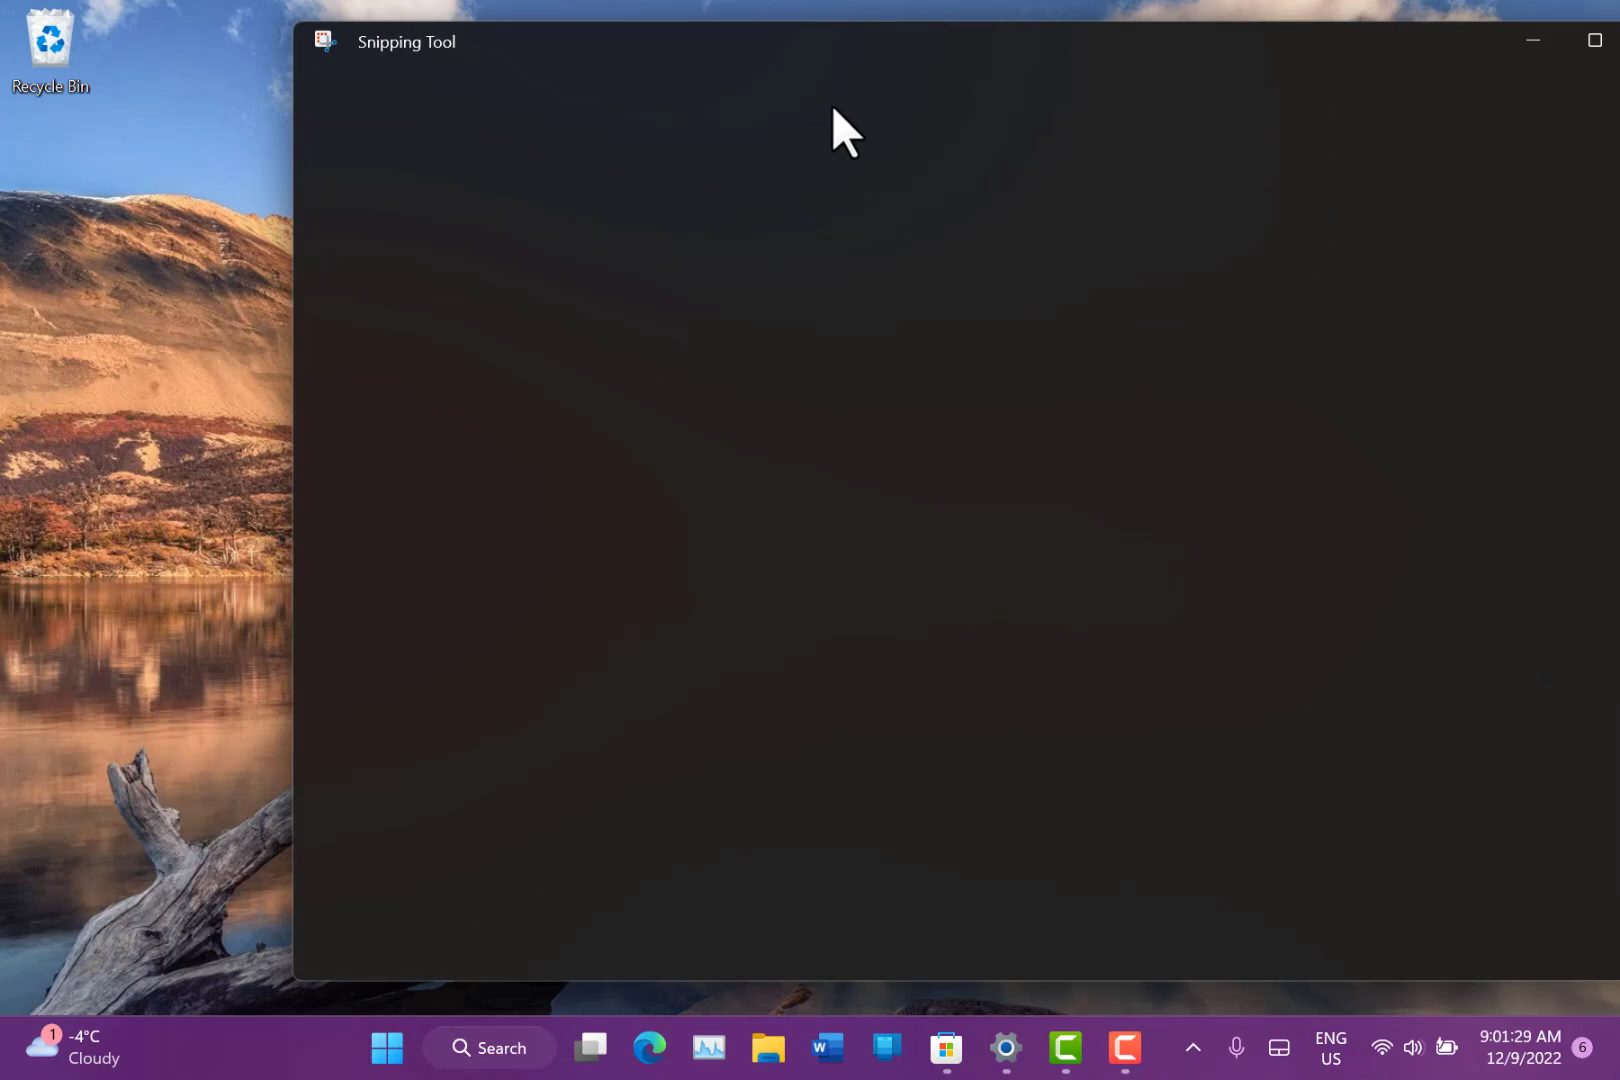 Recycle Bin
Snipping Tool
1
-4°C
Cloudy
Search
W
ENG
US
9:01:29 AM
12/9/2022
6